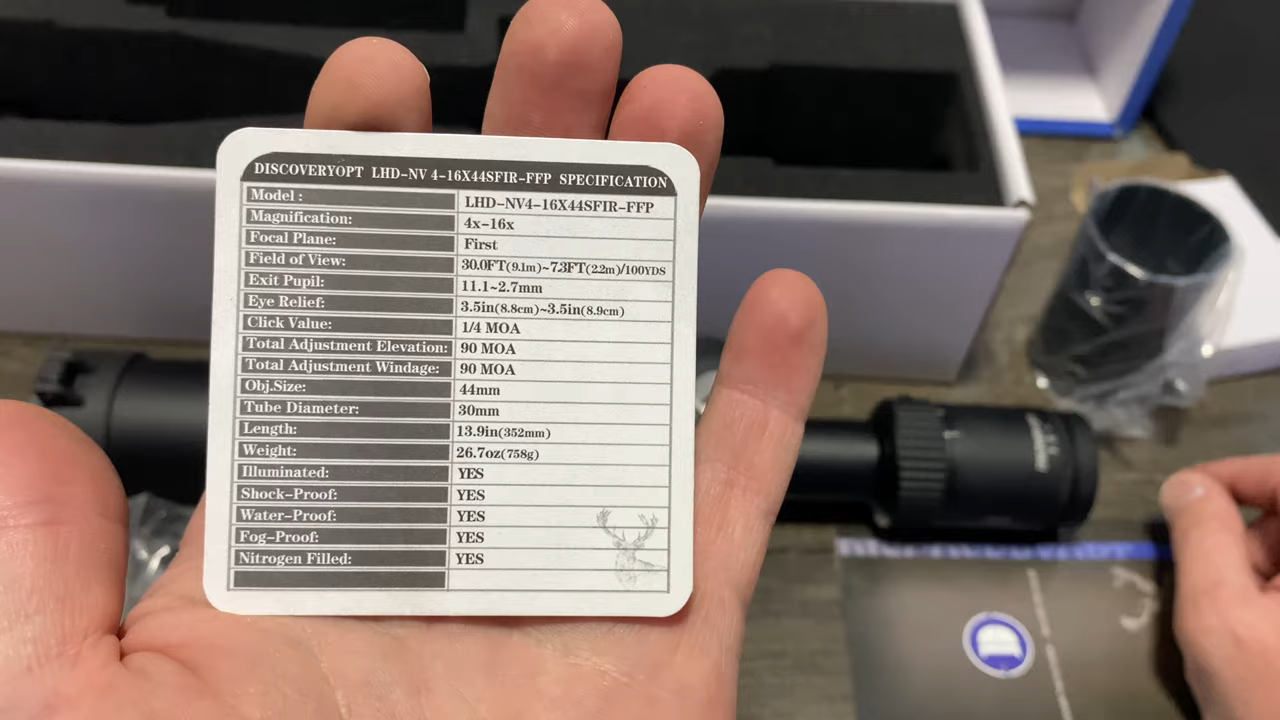 DISCOVERYOPT LHD-NV 4-16X44SFIR-FFP SPECIFICATION
Model : LHD-NV4-16X44SFIR-FFP
Magnification: 4x-16x
Focal Plane: First
Field of View: 30.0FT(9.1m)~7.3FT(2.2m)/100YDS
Exit Pupil: 11.1~2.7mm
Eye Relief: 3.5in(8.8cm)~3.5in(8.9cm)
Click Value: 1/4 MOA
Total Adjustment Elevation: 90 MOA
Total Adjustment Windage: 90 MOA
Obj.Size: 44mm
Tube Diameter: 30mm
Length: 13.9in(352mm)
Weight: 26.7oz(758g)
Illuminated: YES
Shock-Proof: YES
Water-Proof: YES
Fog-Proof: YES
Nitrogen Filled: YES